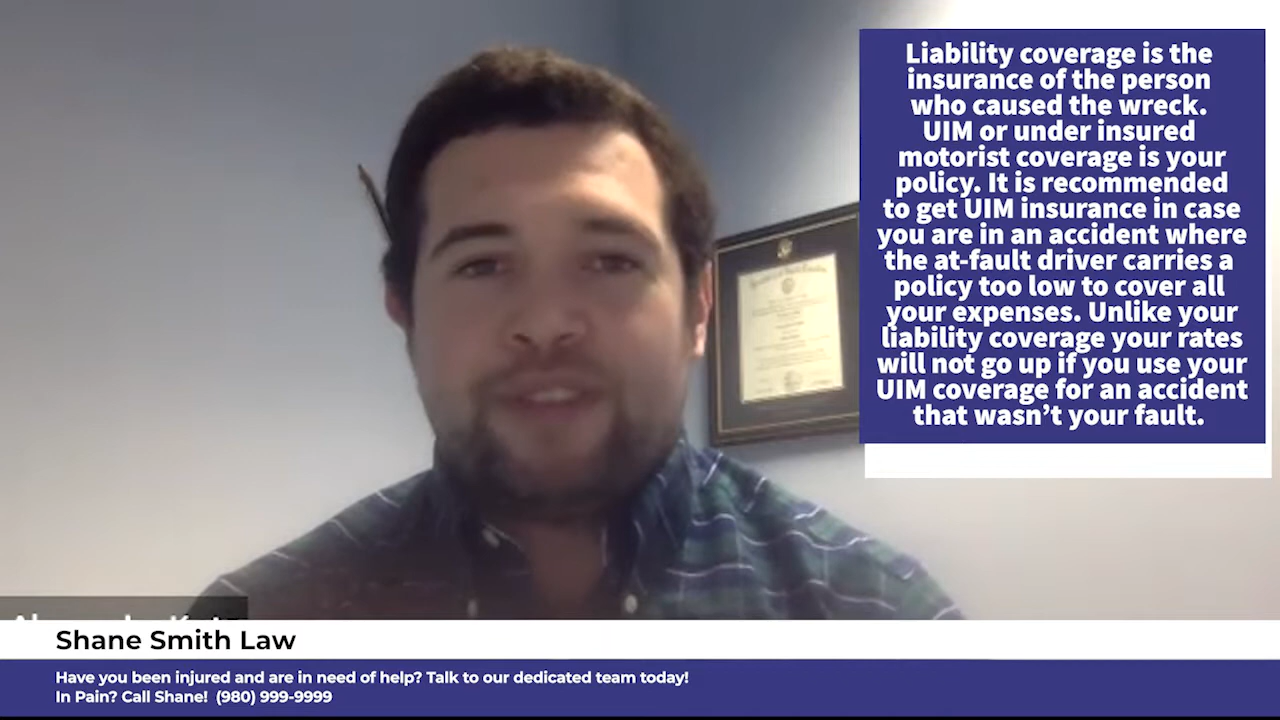 Liability coverage is the
insurance of the person
who caused the wreck.
UIM or under insured
motorist coverage is your
policy. It is recommended
to get UIM insurance in case
you are in an accident where
the at-fault driver carries a
policy too low to cover all
your expenses. Unlike your
liability coverage your rates
will not go up if you use your
UIM coverage for an accident
that wasn't your fault.
Shane Smith Law
Have you been injured and are in need of help? Talk to our dedicated team today!
In Pain? Call Shane! (980) 999-9999